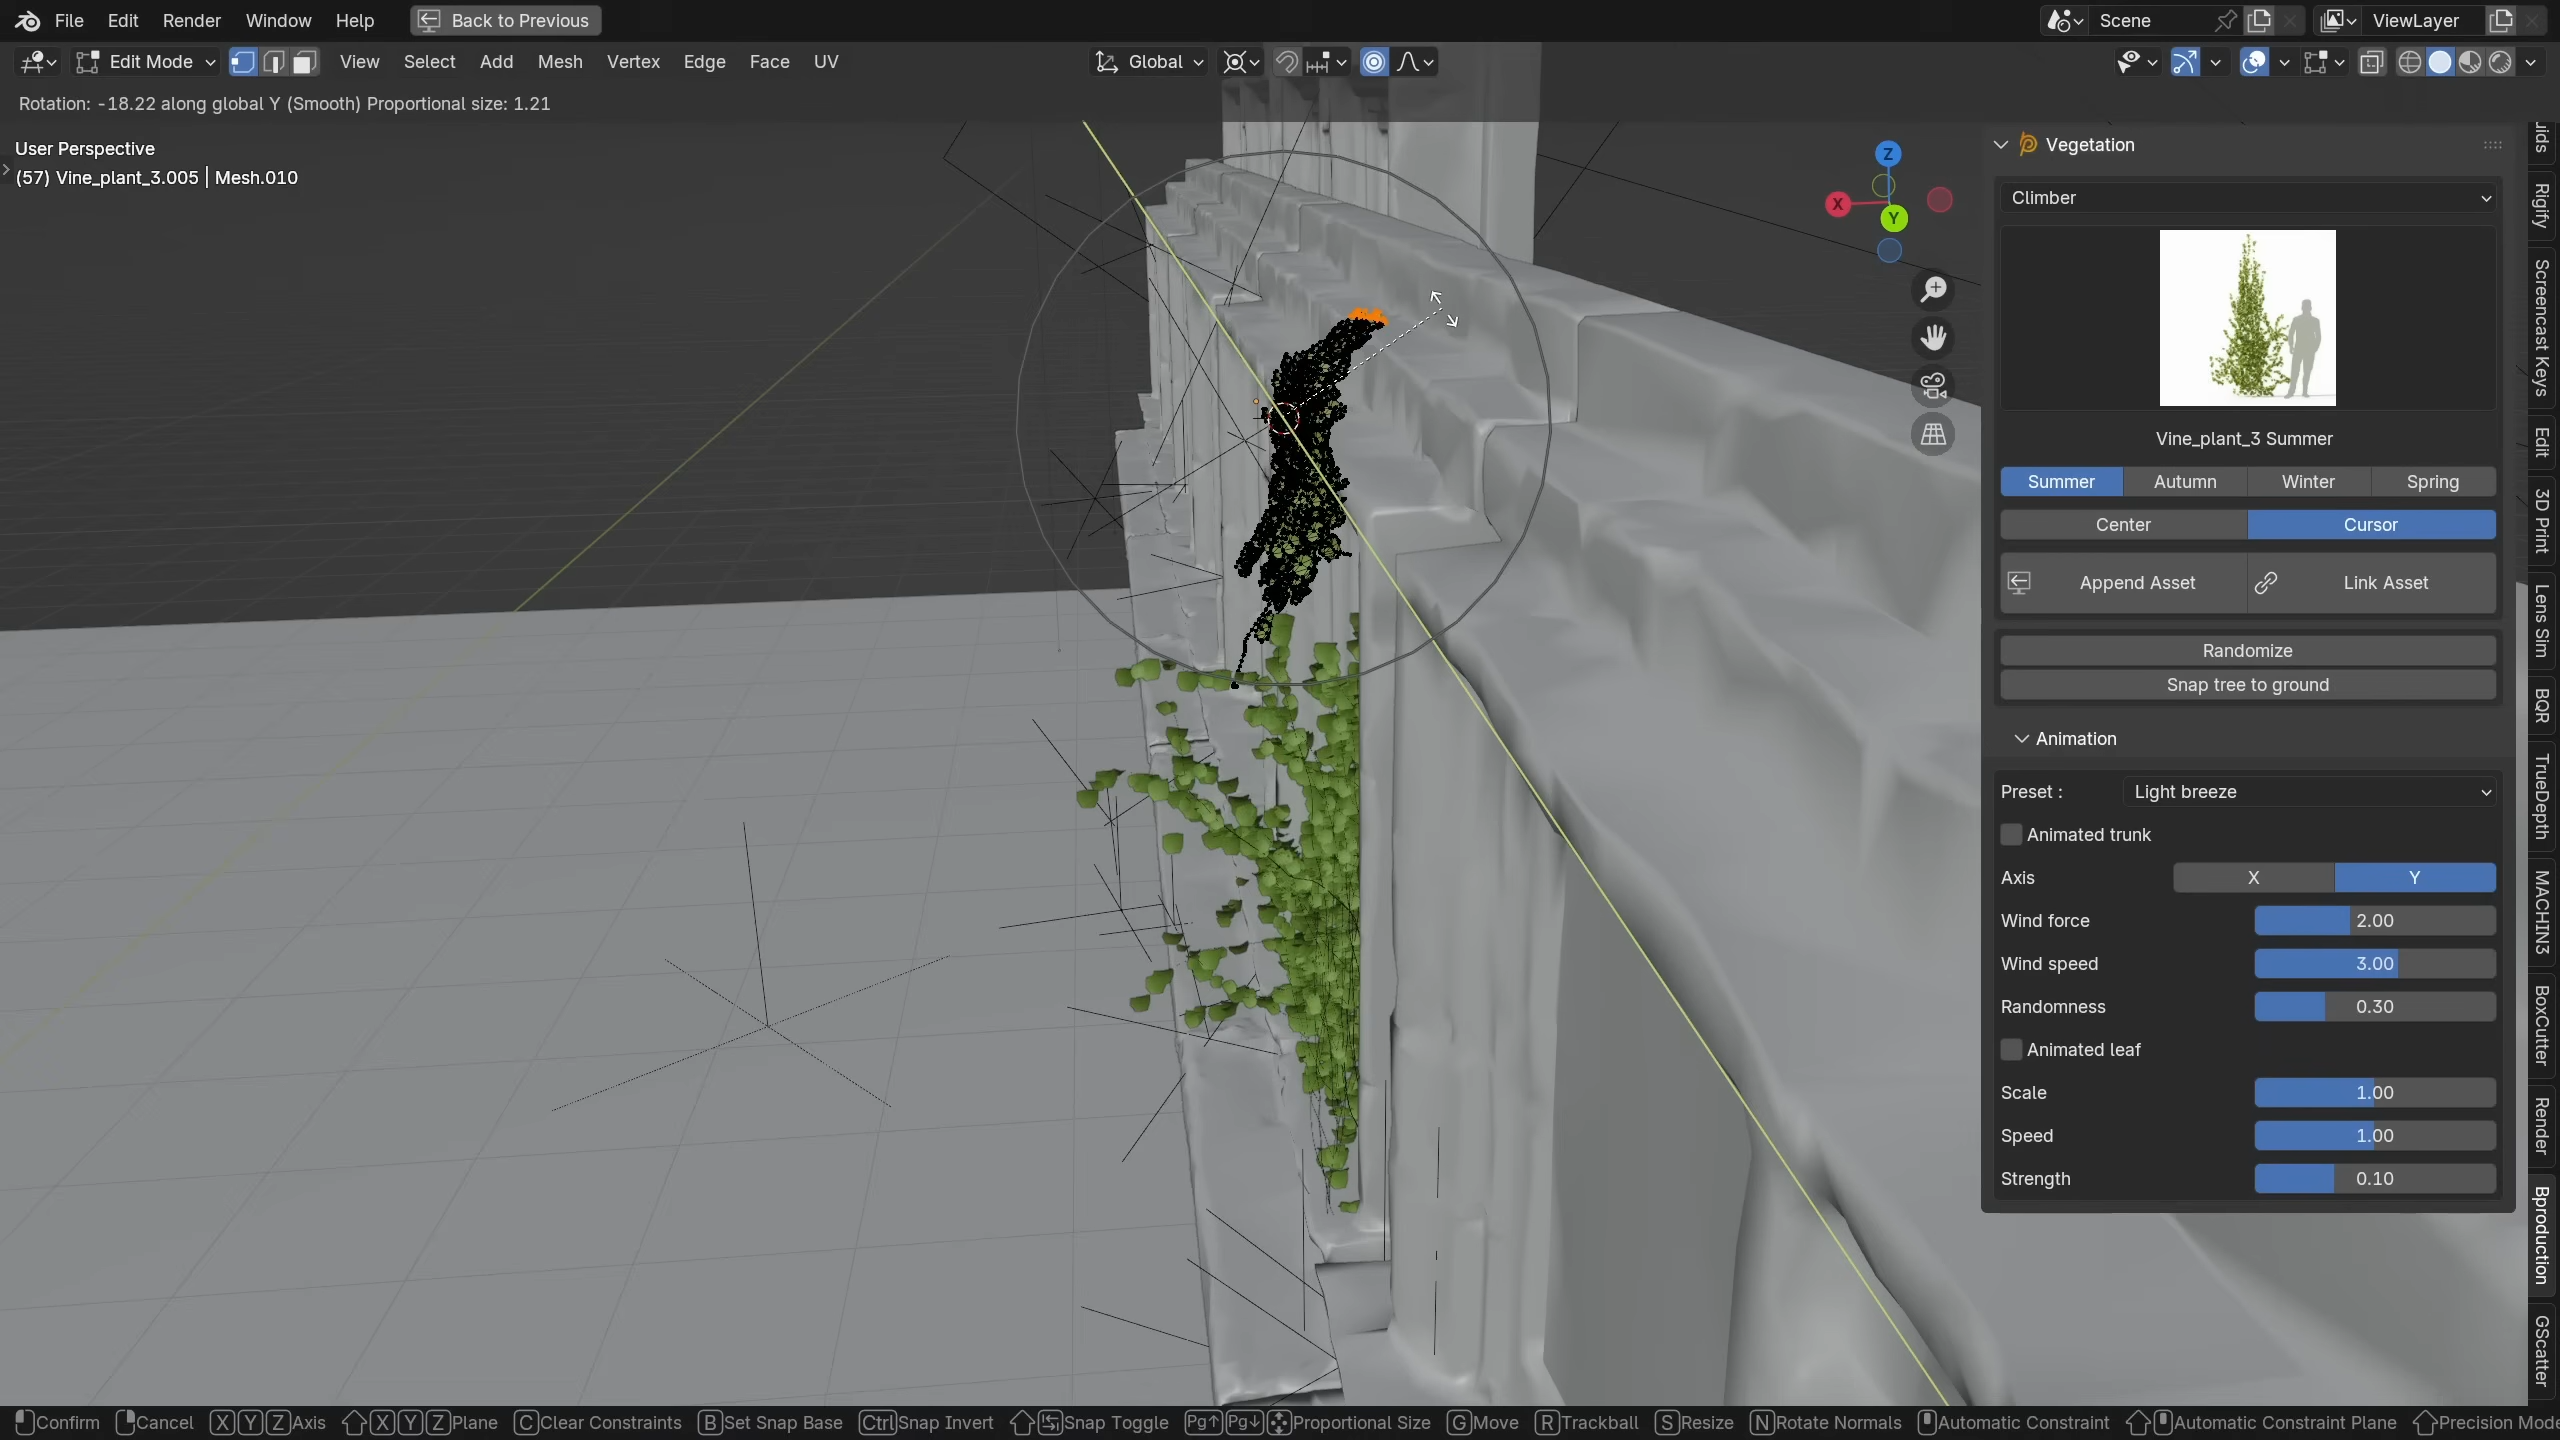 File Edit Render Window Help Back to Previous Scene ViewLayer
Edit Mode View Select Add Mesh Vertex Edge Face UV Global
Rotation: -18.22 along global Y (Smooth) Proportional size: 1.21
User Perspective
(57) Vine_plant_3.005 | Mesh.010
Z
X
Y
Vegetation
Climber
Vine_plant_3 Summer
Summer Autumn Winter Spring
Center Cursor
Append Asset Link Asset
Randomize
Snap tree to ground
Animation
Preset : Light breeze
Animated trunk
Axis X Y
Wind force 2.00
Wind speed 3.00
Randomness 0.30
Animated leaf
Scale 1.00
Speed 1.00
Strength 0.10
Rigify
Screencast Keys
Edit
3D Print
Lens Sim
BQR
TrueDepth
MACHIN3
BoxCutter
Render
Bproduction
GScatter
Confirm Cancel X Y Z Axis X Y Z Plane C Clear Constraints B Set Snap Base Ctrl Snap Invert Snap Toggle Pg↑ Pg↓ Proportional Size G Move R Trackball S Resize N Rotate Normals Automatic Constraint Automatic Constraint Plane Precision Mode